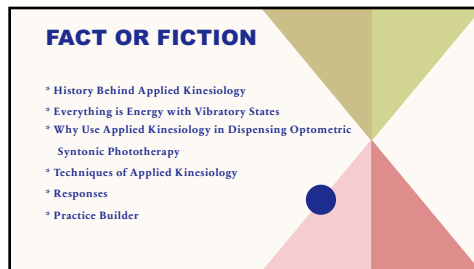 FACT OR FICTION
* History Behind Applied Kinesiology
* Everything is Energy with Vibratory States
* Why Use Applied Kinesiology in Dispensing Optometric
Syntonic Phototherapy
* Techniques of Applied Kinesiology
* Responses
* Practice Builder